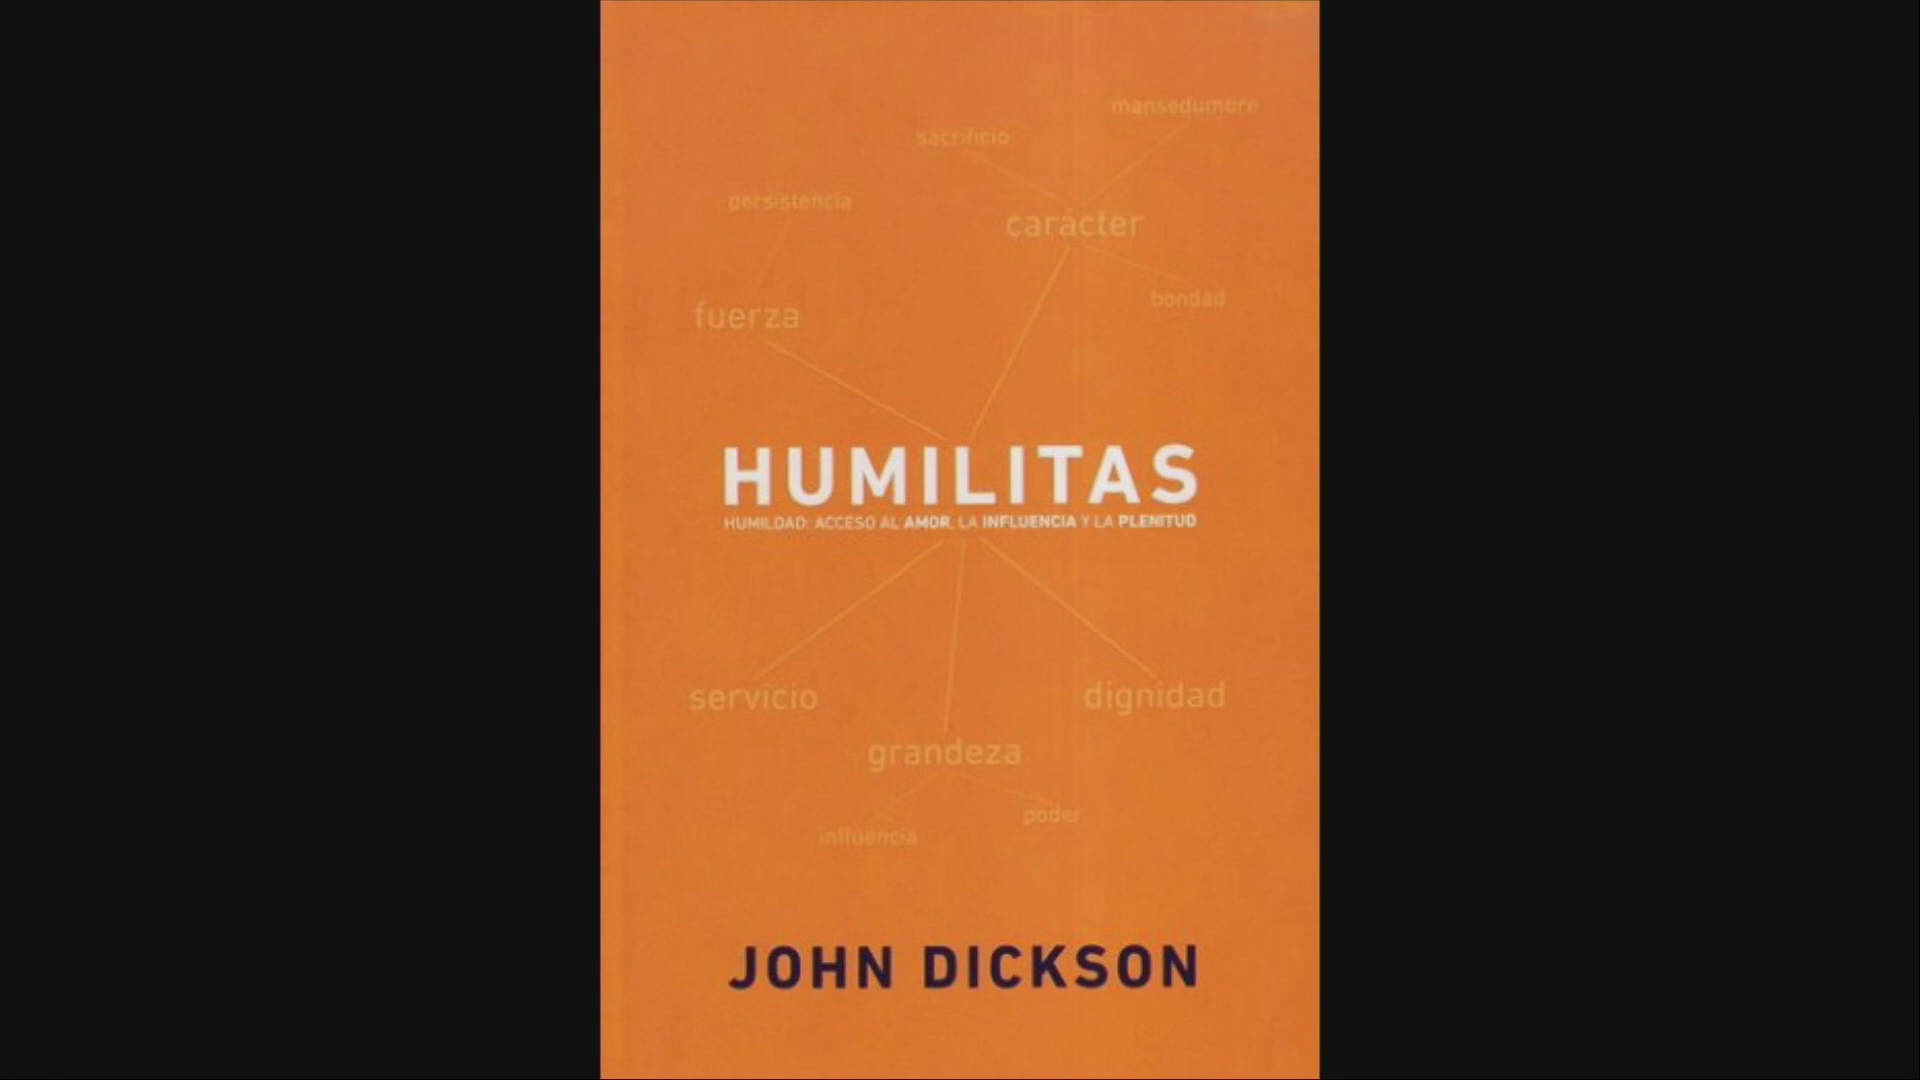 mansedumbre
sacrificio
persistencia
carácter
bondad
fuerza
HUMILITAS
HUMILDAD: ACCESO AL AMOR, LA INFLUENCIA Y LA PLENITUD
servicio
dignidad
grandeza
poder
influencia
JOHN DICKSON